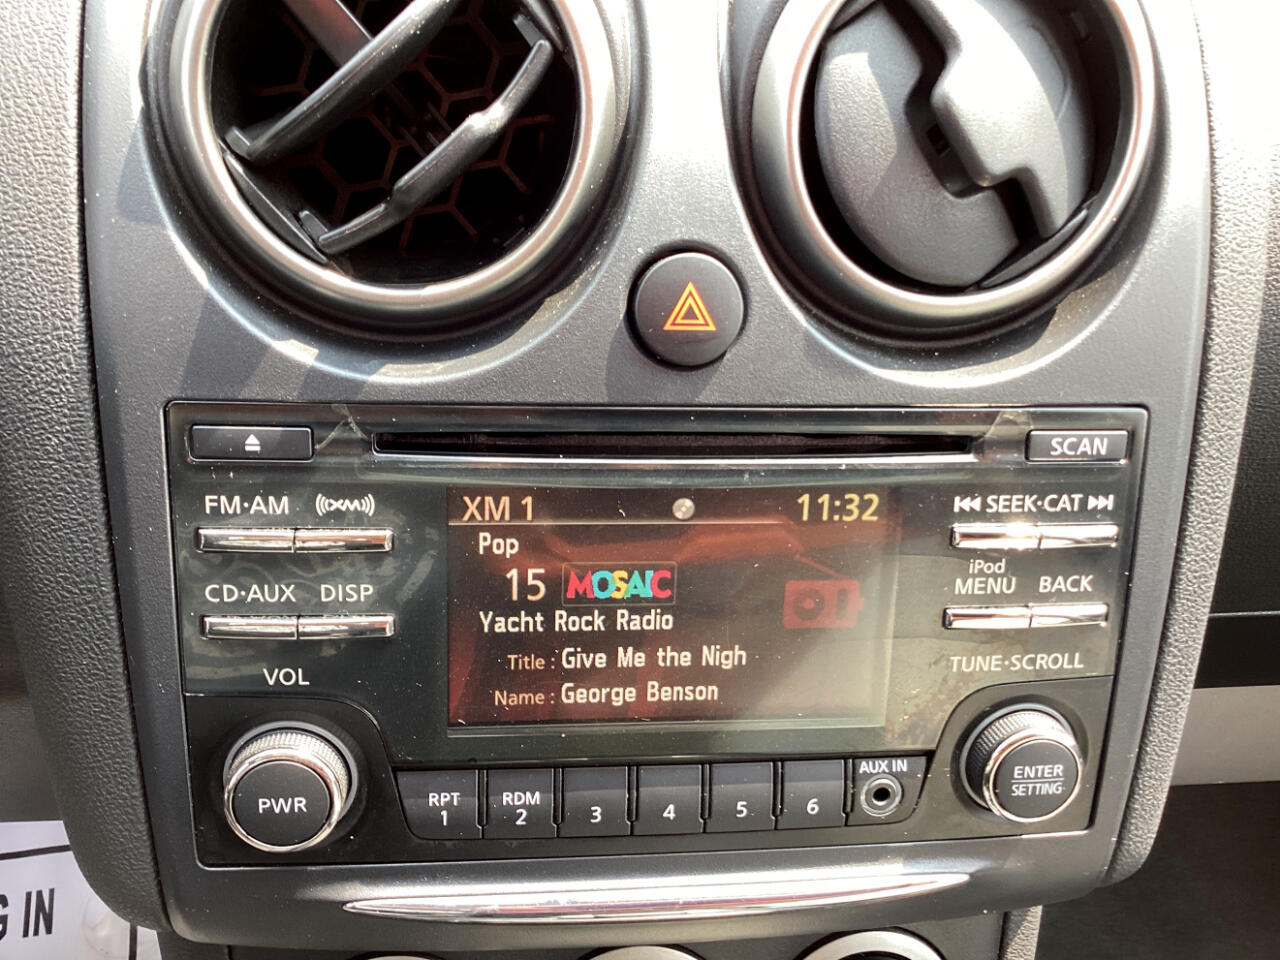 SCAN
FM·AM ((XM))
SEEK·CAT
XM 1 11:32
Pop
15 MOSAIC
Yacht Rock Radio
Title : Give Me the Nigh
Name : George Benson
CD·AUX DISP
iPod
MENU BACK
VOL
TUNE·SCROLL
PWR
RPT
1
RDM
2
3
4
5
6
AUX IN
ENTER
SETTING
G IN